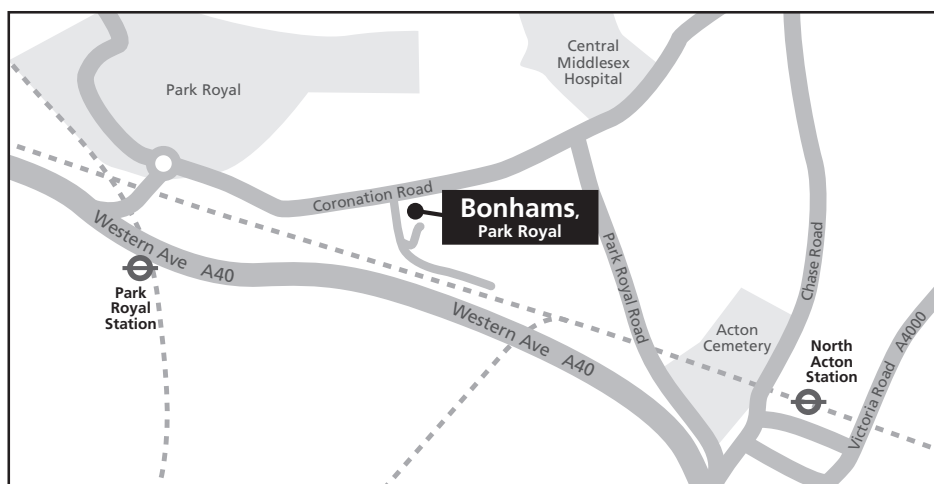 Central
Middlesex
Hospital
Park Royal
Coronation Road
Bonhams,
Park Royal
Western Ave A40
Park
Royal
Station
Park Royal Road
Chase Road
Western Ave A40
Acton
Cemetery
North
Acton
Station
Victoria Road A4000